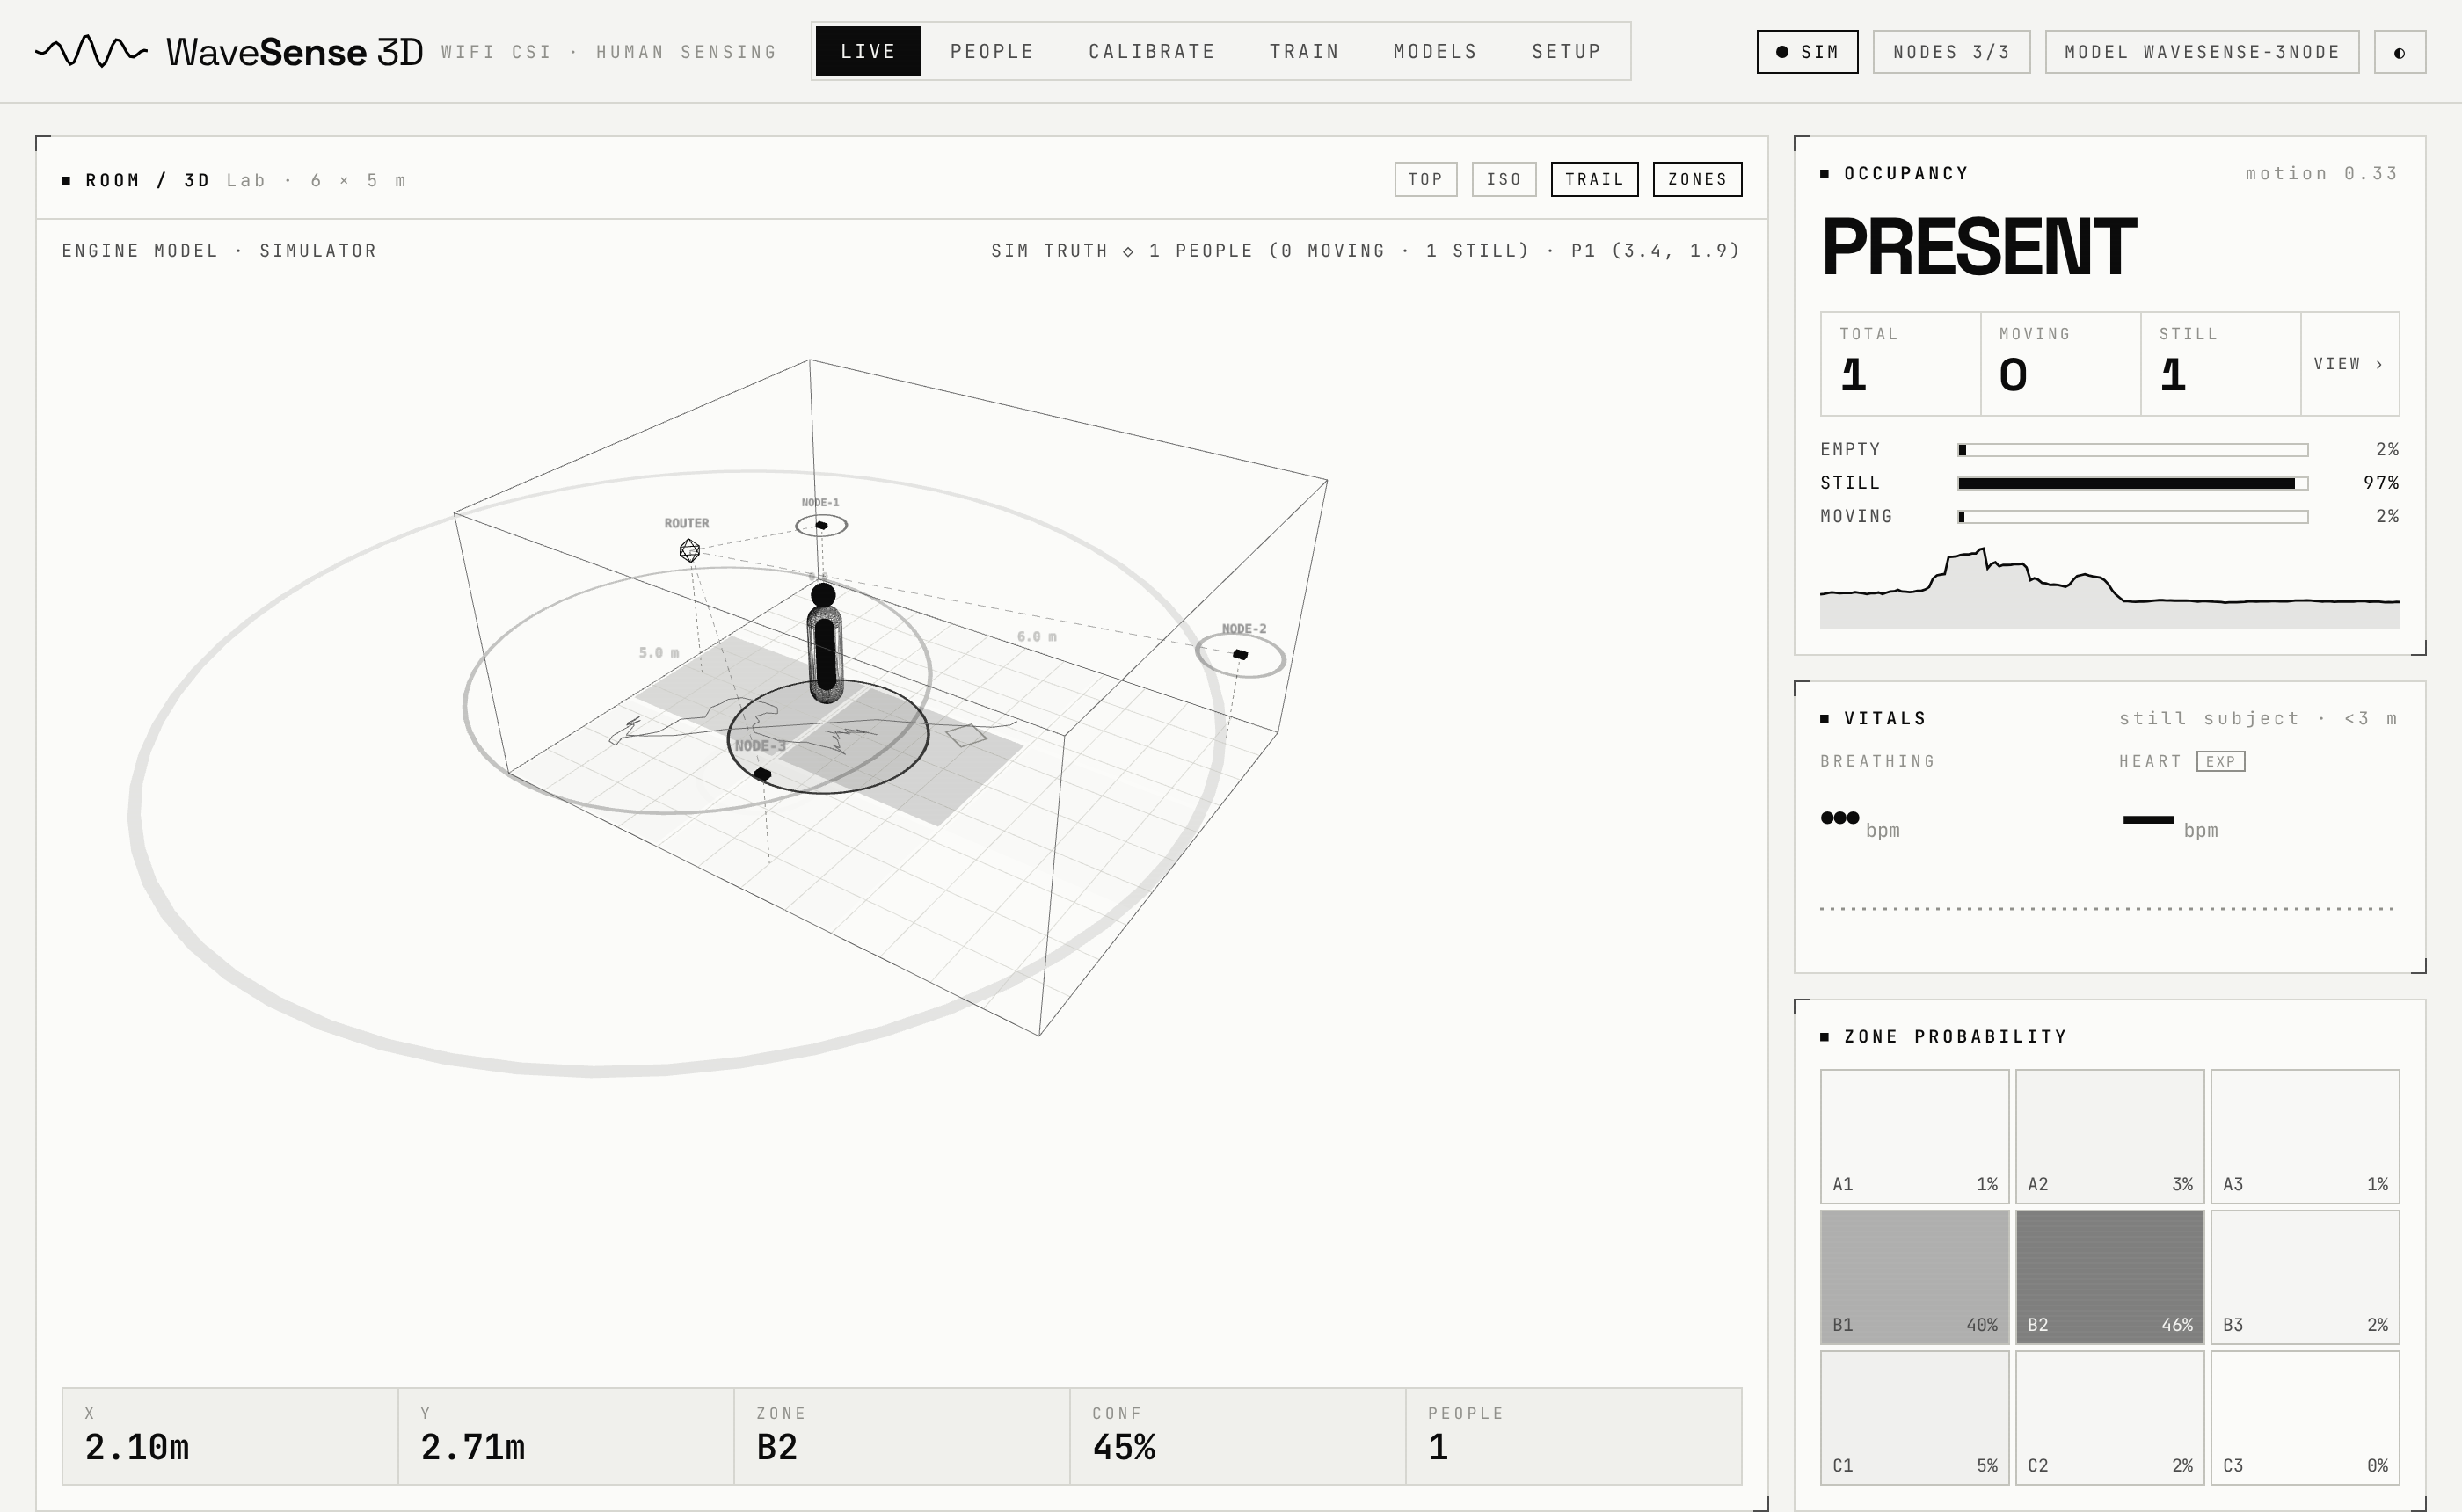 WaveSense 3D WIFI CSI · HUMAN SENSING LIVE PEOPLE CALIBRATE TRAIN MODELS SETUP ● SIM NODES 3/3 MODEL WAVESENSE-3NODE ◐
■ ROOM / 3D Lab · 6 × 5 m TOP ISO TRAIL ZONES
ENGINE MODEL · SIMULATOR SIM TRUTH ◇ 1 PEOPLE (0 MOVING · 1 STILL) · P1 (3.4, 1.9)
NODE-1
ROUTER
NODE-2
6.0 m
5.0 m
NODE-3
X Y ZONE CONF PEOPLE
2.10m 2.71m B2 45% 1
■ OCCUPANCY motion 0.33
PRESENT
TOTAL MOVING STILL
1 0 1 VIEW ›
EMPTY 2%
STILL 97%
MOVING 2%
■ VITALS still subject · <3 m
BREATHING HEART EXP
●●● bpm — bpm
■ ZONE PROBABILITY
A1 1% A2 3% A3 1%
B1 40% B2 46% B3 2%
C1 5% C2 2% C3 0%